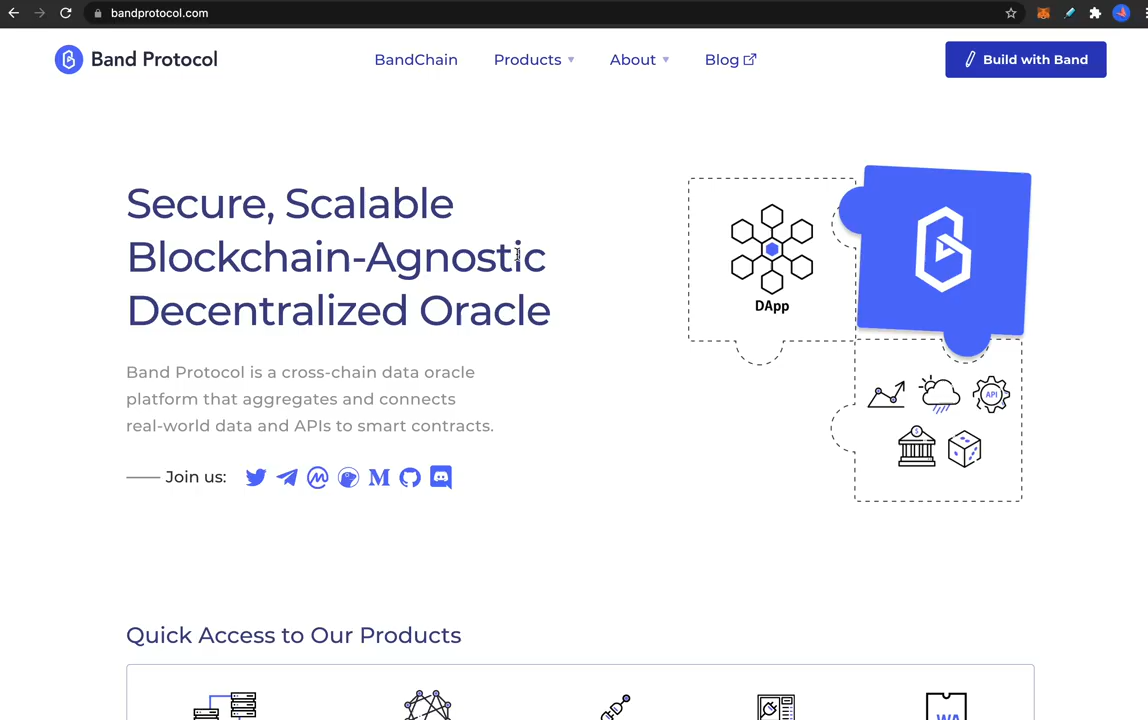 bandprotocol.com
Band Protocol
BandChain
Products
About
Blog
Build with Band
Secure, Scalable
Blockchain-Agnostic
Decentralized Oracle
Band Protocol is a cross-chain data oracle
platform that aggregates and connects
real-world data and APIs to smart contracts.
Join us:
DApp
API
Quick Access to Our Products
WA